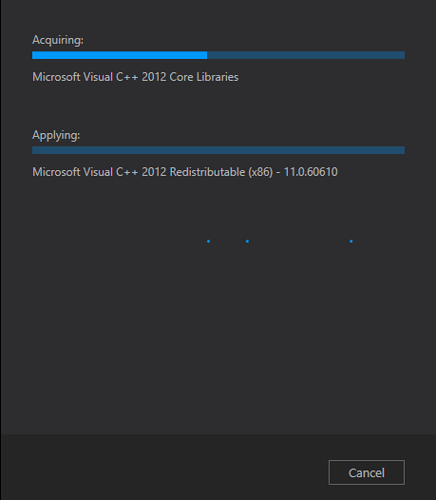 Acquiring:
Microsoft Visual C++ 2012 Core Libraries
Applying:
Microsoft Visual C++ 2012 Redistributable (x86) - 11.0.60610
Cancel